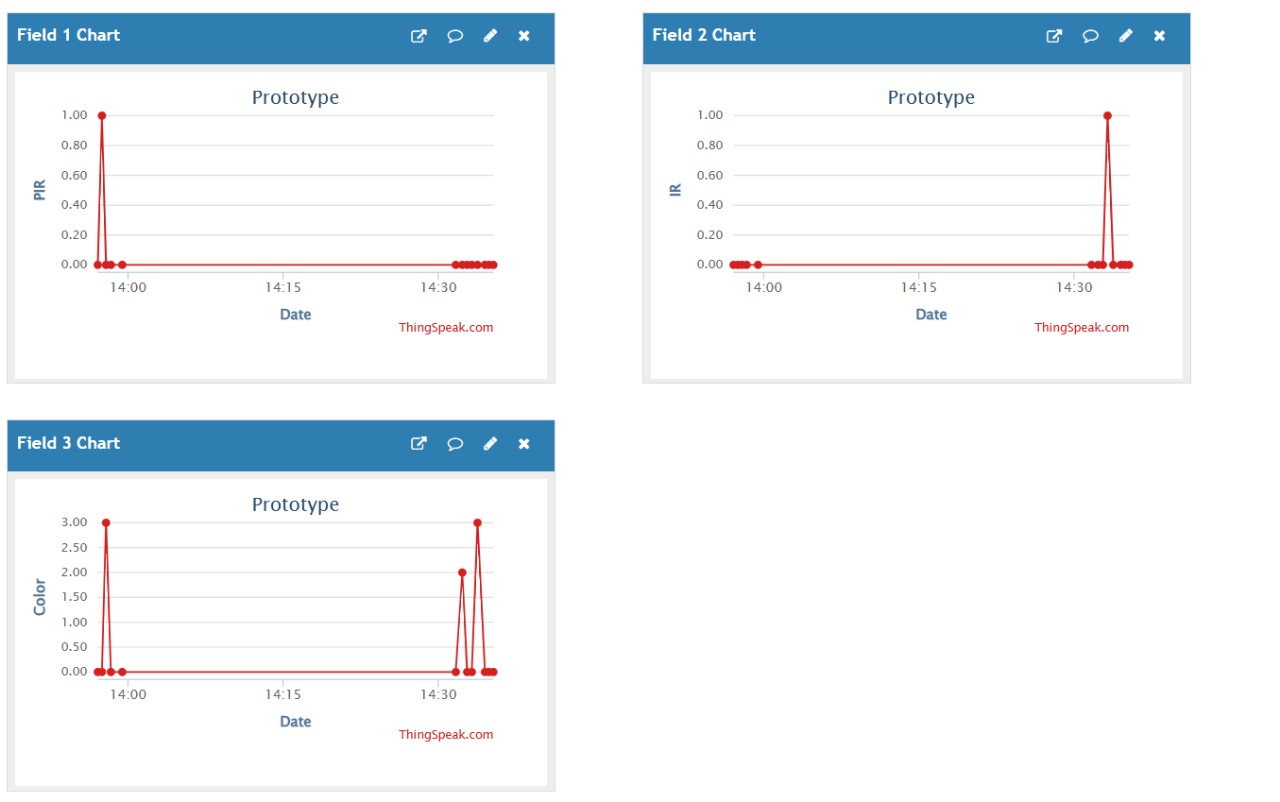 Field 1 Chart
Prototype
1.00
0.80
0.60
0.40
0.20
0.00
PIR
14:00 14:15 14:30
Date
ThingSpeak.com
Field 2 Chart
Prototype
1.00
0.80
0.60
0.40
0.20
0.00
IR
14:00 14:15 14:30
Date
ThingSpeak.com
Field 3 Chart
Prototype
3.00
2.50
2.00
1.50
1.00
0.50
0.00
Color
14:00 14:15 14:30
Date
ThingSpeak.com